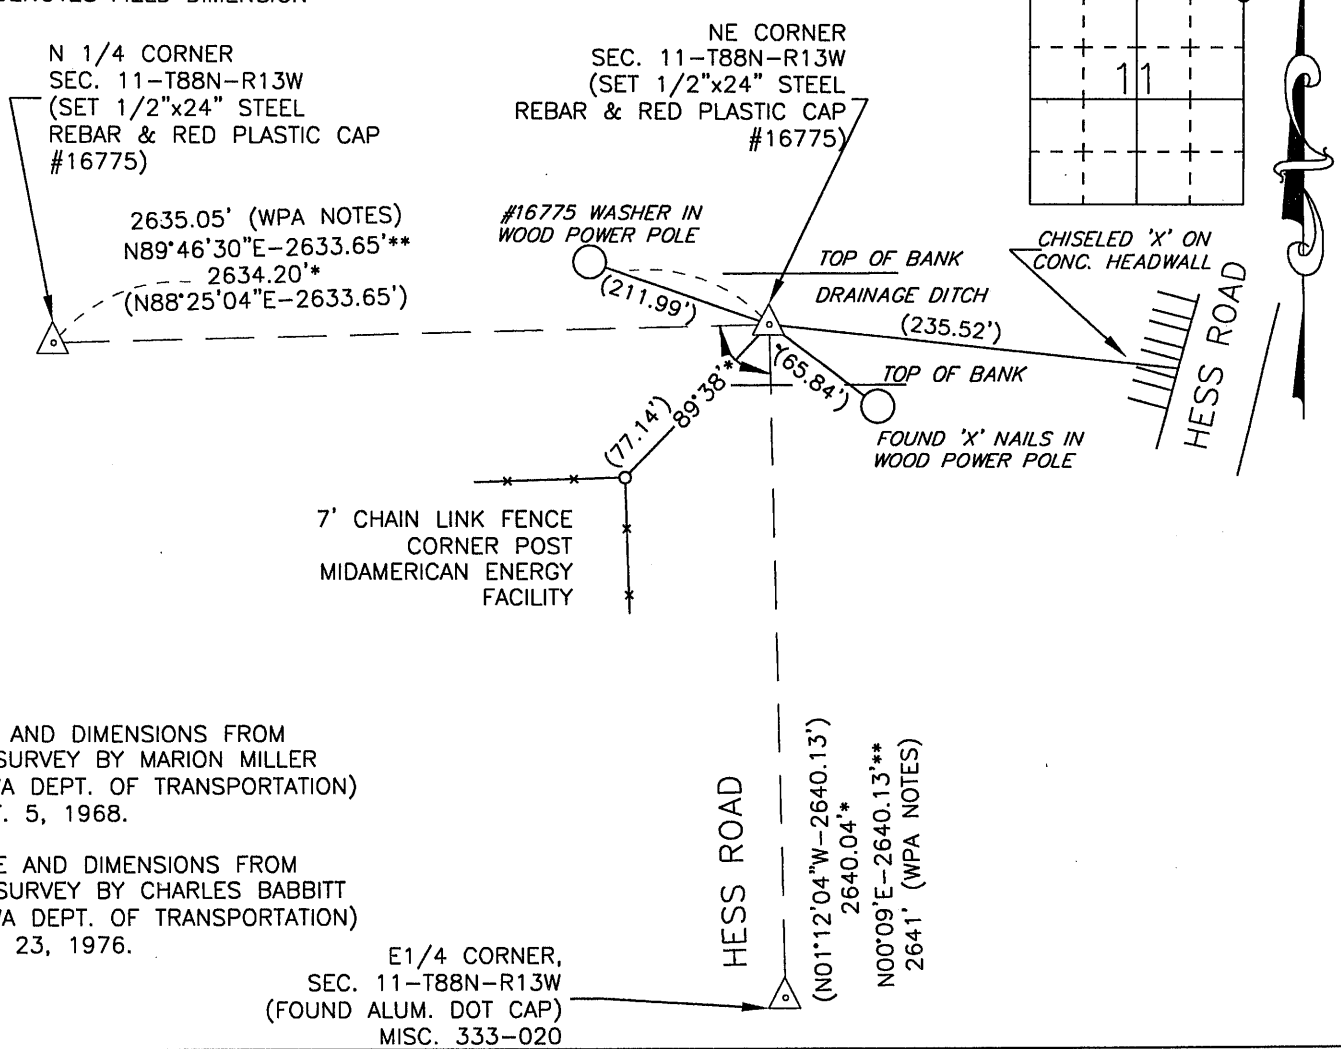 N 1/4 CORNER
SEC. 11-T88N-R13W
(SET 1/2"x24" STEEL
REBAR & RED PLASTIC CAP
#16775)
NE CORNER
SEC. 11-T88N-R13W
(SET 1/2"x24" STEEL
REBAR & RED PLASTIC CAP
#16775)
11
2635.05' (WPA NOTES)
N89°46'30"E-2633.65'**
2634.20'*
(N88°25'04"E-2633.65')
#16775 WASHER IN
WOOD POWER POLE
(211.99')
TOP OF BANK
DRAINAGE DITCH
(235.52')
CHISELED 'X' ON
CONC. HEADWALL
HESS ROAD
(65.84')
TOP OF BANK
89°38'*
(77.14')
FOUND 'X' NAILS IN
WOOD POWER POLE
7' CHAIN LINK FENCE
CORNER POST
MIDAMERICAN ENERGY
FACILITY
AND DIMENSIONS FROM
SURVEY BY MARION MILLER
DEPT. OF TRANSPORTATION)
5, 1968.
AND DIMENSIONS FROM
SURVEY BY CHARLES BABBITT
DEPT. OF TRANSPORTATION)
23, 1976.
HESS ROAD
(N01°12'04"W-2640.13')
2640.04'*
N00°09'E-2640.13'**
2641' (WPA NOTES)
E1/4 CORNER,
SEC. 11-T88N-R13W
(FOUND ALUM. DOT CAP)
MISC. 333-020